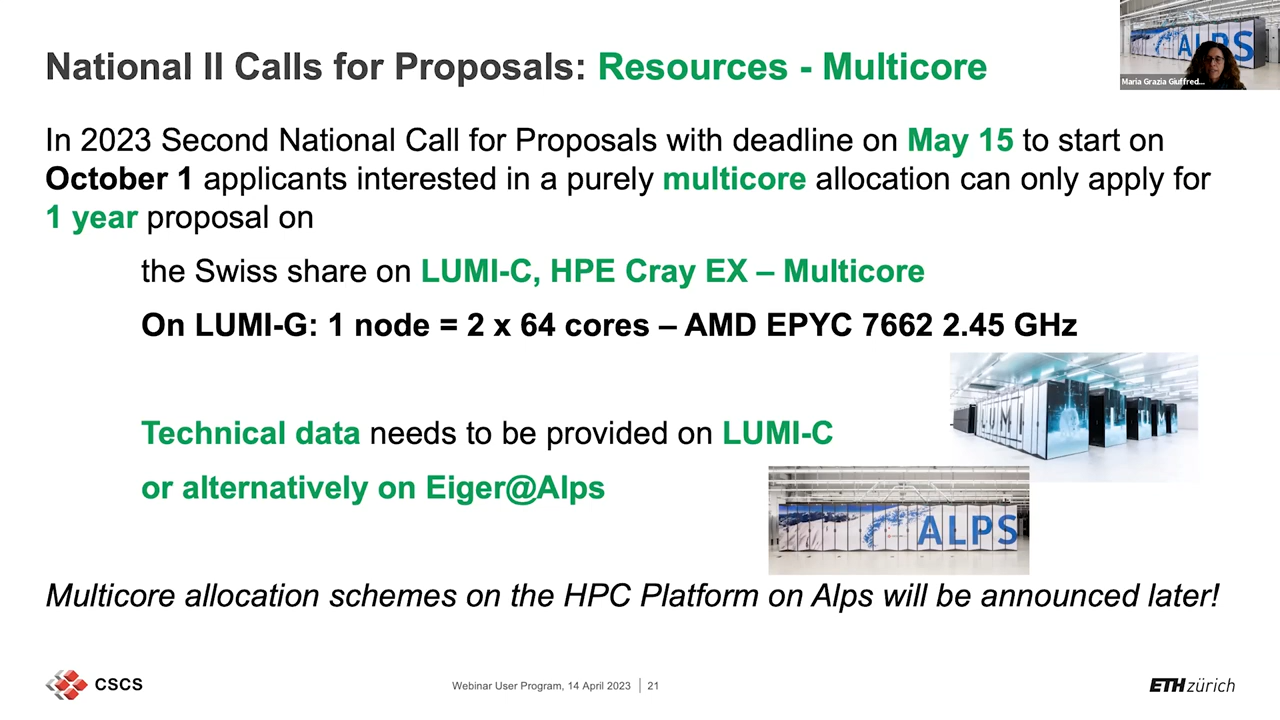 National II Calls for Proposals: Resources - Multicore
ALPS
Maria Grazia Giuffred...
In 2023 Second National Call for Proposals with deadline on May 15 to start on
October 1 applicants interested in a purely multicore allocation can only apply for
1 year proposal on
the Swiss share on LUMI-C, HPE Cray EX – Multicore
On LUMI-G: 1 node = 2 x 64 cores – AMD EPYC 7662 2.45 GHz
LUMI
Technical data needs to be provided on LUMI-C
or alternatively on Eiger@Alps
ALPS
Multicore allocation schemes on the HPC Platform on Alps will be announced later!
CSCS
Webinar User Program, 14 April 2023 | 21
ETH zürich